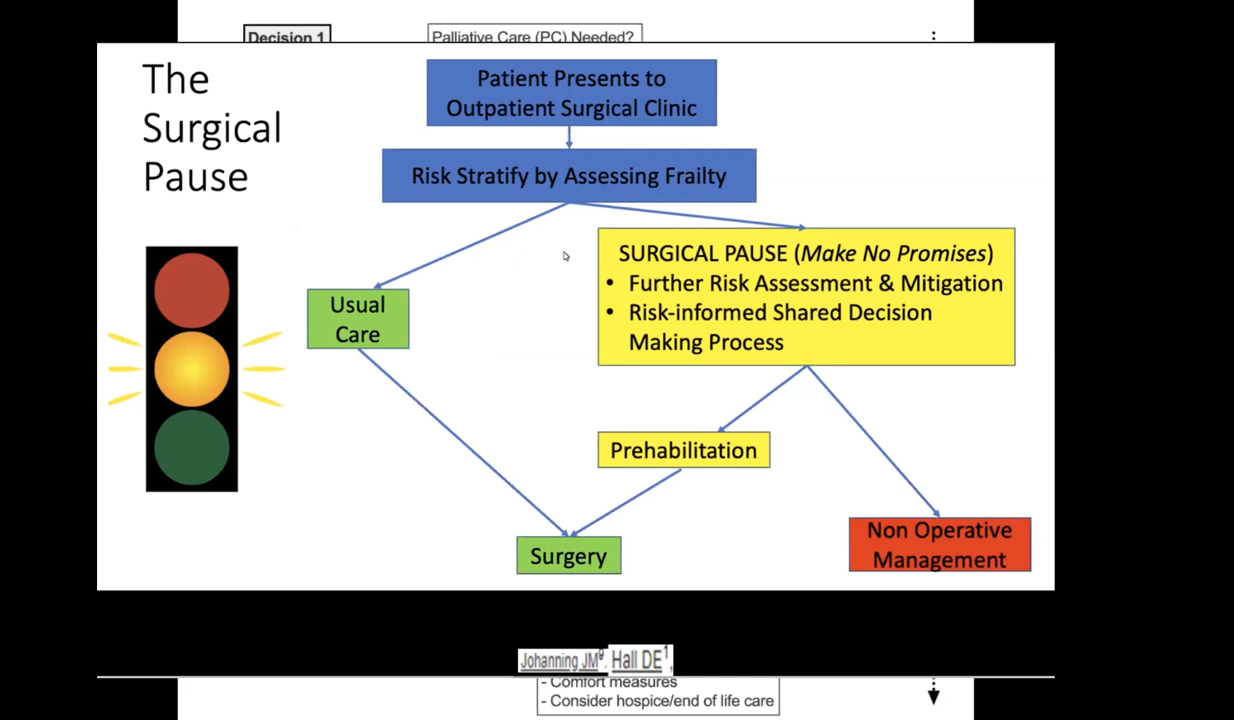 Decision 1
Palliative Care (PC) Needed?
The
Surgical
Pause
Patient Presents to
Outpatient Surgical Clinic
Risk Stratify by Assessing Frailty
SURGICAL PAUSE (Make No Promises)
• Further Risk Assessment & Mitigation
• Risk-informed Shared Decision
Making Process
Usual
Care
Prehabilitation
Surgery
Non Operative
Management
Johanning JM9. Hall DE1,
- Comfort measures
- Consider hospice/end of life care